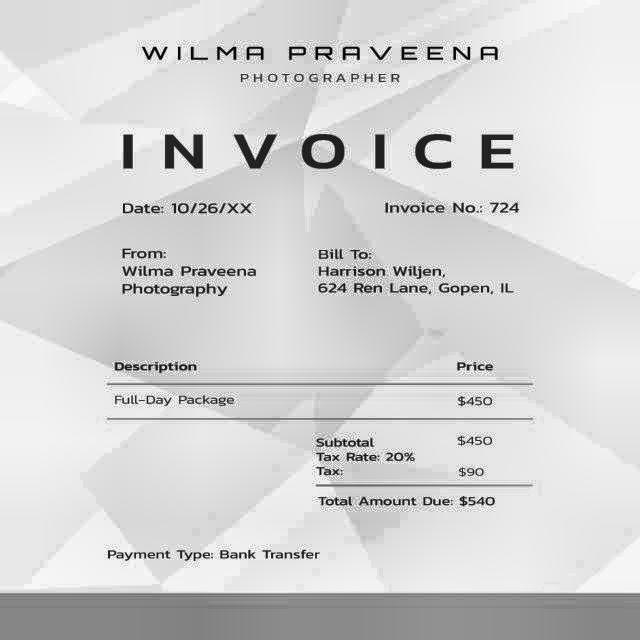 WILMA PRAVEENA
PHOTOGRAPHER
INVOICE
Date: 10/26/XX Invoice No.: 724
From:
Wilma Praveena
Photography
Bill To:
Harrison Wiljen,
624 Ren Lane, Gopen, IL
Description Price
Full-Day Package $450
Subtotal $450
Tax Rate: 20%
Tax: $90
Total Amount Due: $540
Payment Type: Bank Transfer